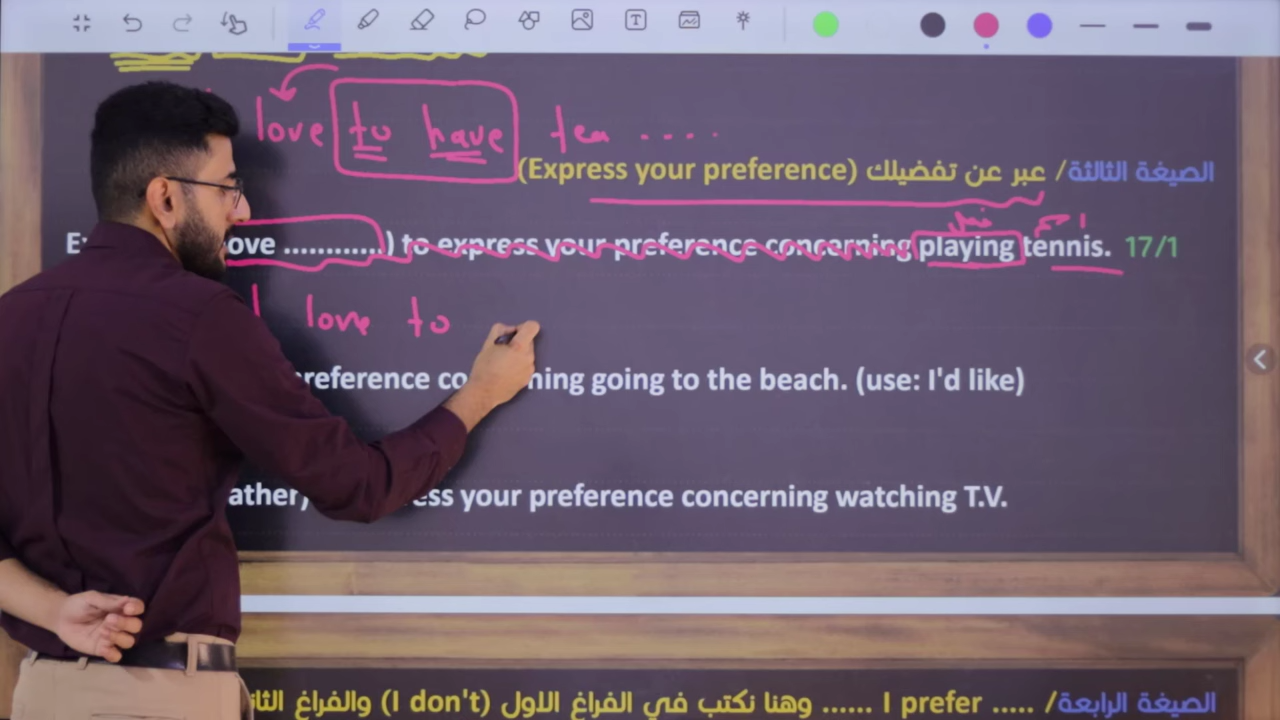 love to have tea ....
الصيغة الثالثة/ عبر عن تفضيلك (Express your preference)
ove ............) to express your preference concerning playing tennis. 17/1
I love to
reference co ning going to the beach. (use: I'd like)
ather) ess your preference concerning watching T.V.
الصيغة الرابعة/ ..... I prefer ...... وهنا نكتب في الفراغ الاول (I don't) والفراغ الثان